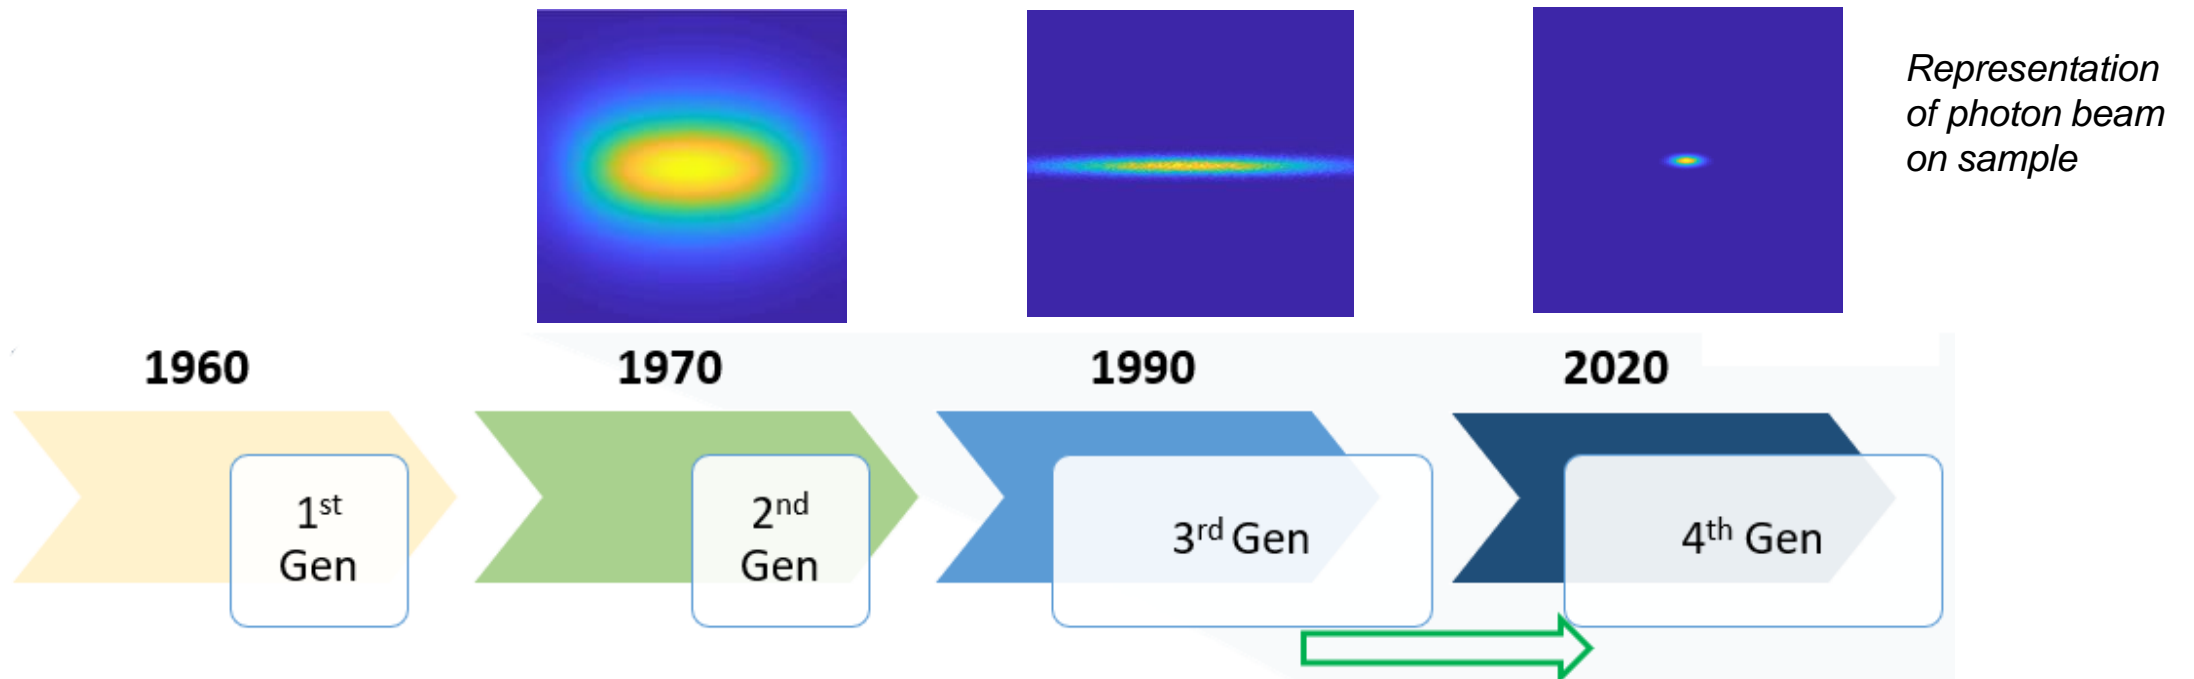 Representation
of photon beam
on sample
1960
1970
1990
2020
1st
Gen
2nd
Gen
3rd Gen
4th Gen